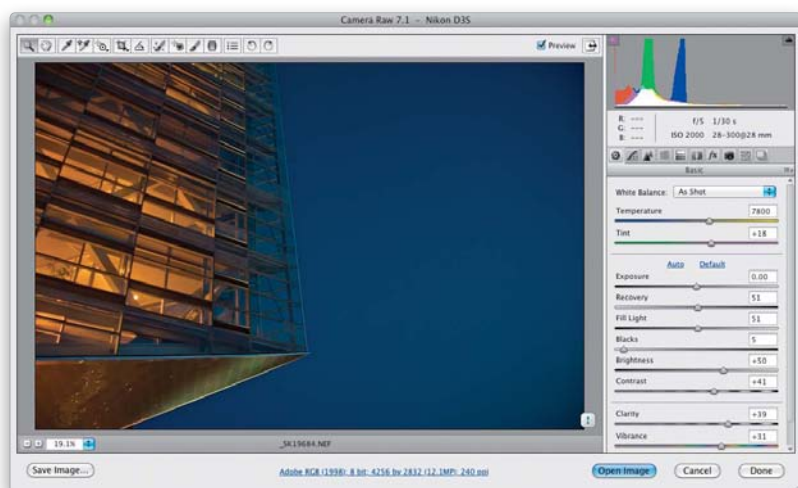 Camera Raw 7.1 – Nikon D3S
Preview
R: ---
G: ---
B: ---
f/5 1/30 s
ISO 2000 28-300@28 mm
Basic
White Balance: As Shot
Temperature 7800
Tint +18
Auto Default
Exposure 0.00
Recovery 51
Fill Light 51
Blacks 5
Brightness +50
Contrast +41
Clarity +39
Vibrance +31
19.1%
_SK19684.NEF
Save Image...
Adobe RGB (1998); 8 bit; 4256 by 2832 (12.1MP); 240 ppi
Open Image
Cancel
Done